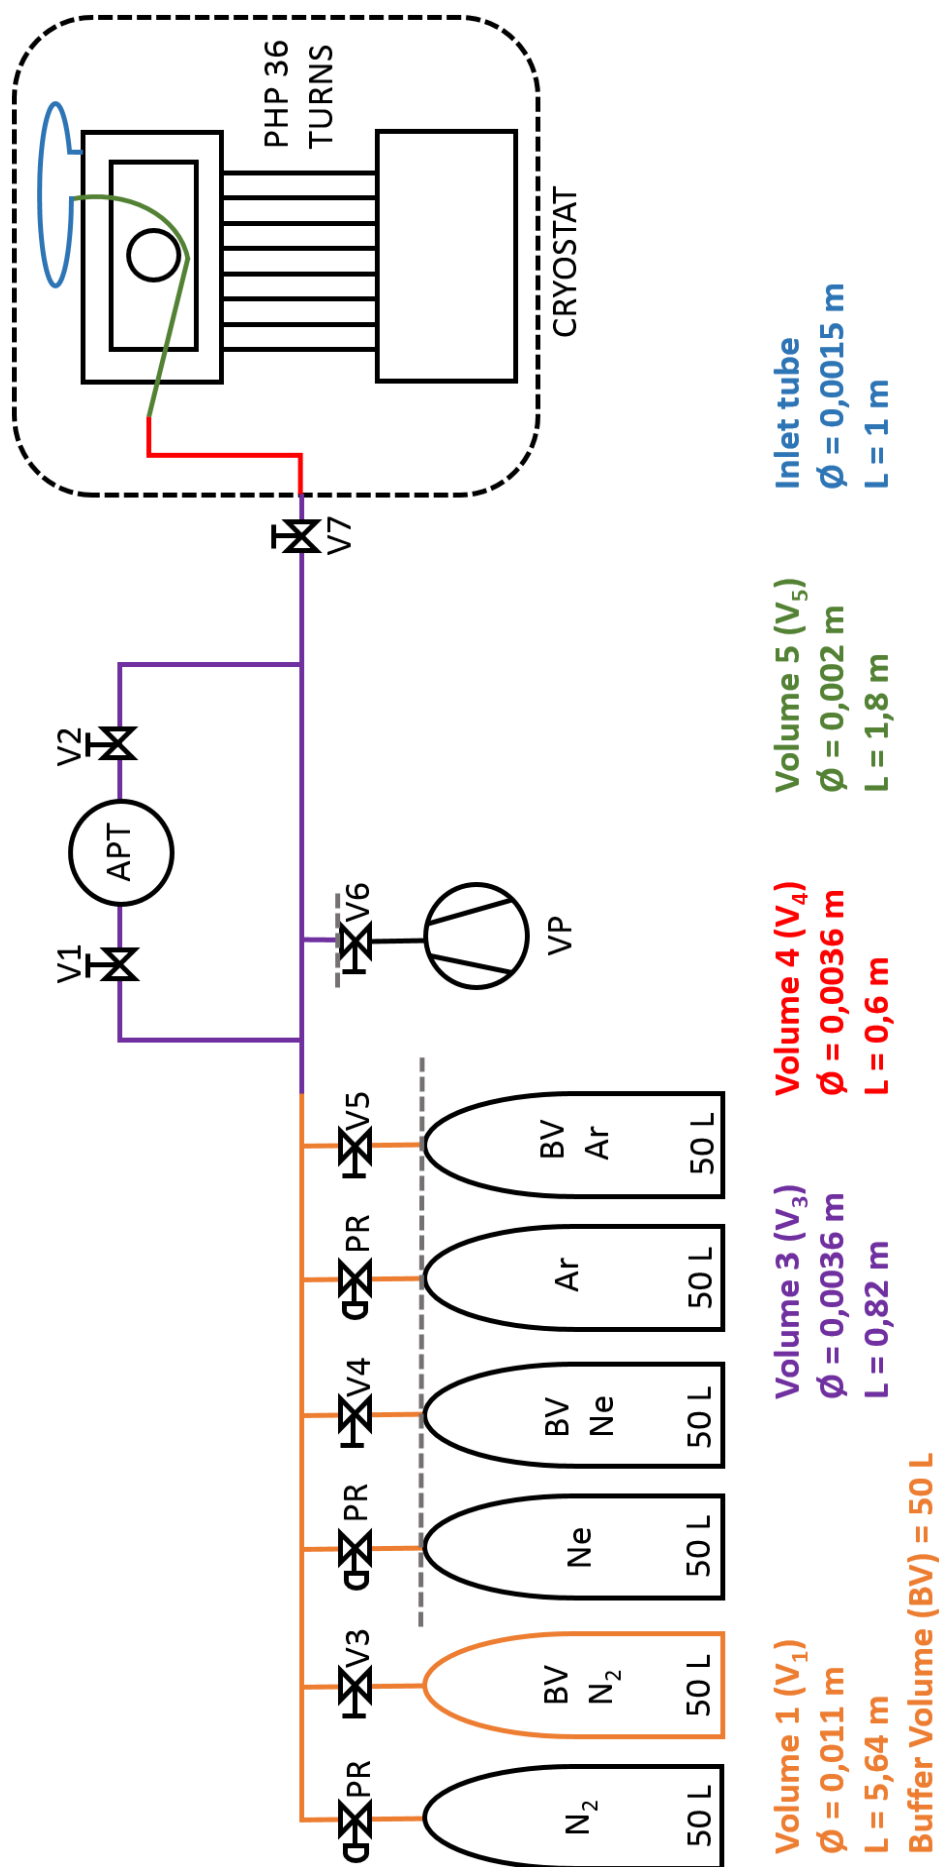 PHP 36
TURNS
CRYOSTAT
V7
V2
APT
V1
V6
VP
V5
PR
V4
PR
V3
PR
BV
Ar
50 L
Ar
50 L
BV
Ne
50 L
Ne
50 L
BV
N₂
50 L
N₂
50 L
Volume 1 (V₁)
Ø = 0,011 m
L = 5,64 m
Buffer Volume (BV) = 50 L
Volume 3 (V₃)
Ø = 0,0036 m
L = 0,82 m
Volume 4 (V₄)
Ø = 0,0036 m
L = 0,6 m
Volume 5 (V₅)
Ø = 0,002 m
L = 1,8 m
Inlet tube
Ø = 0,0015 m
L = 1 m